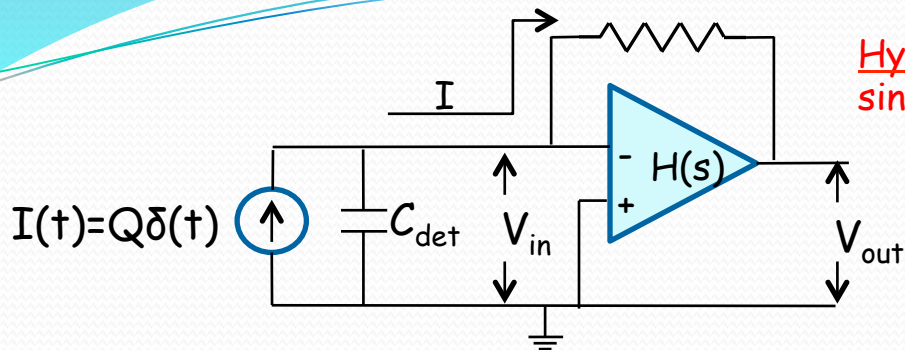 Hy
sin
I
I(t)=Qδ(t)
C_det
V_in
-
+
H(s)
V_out